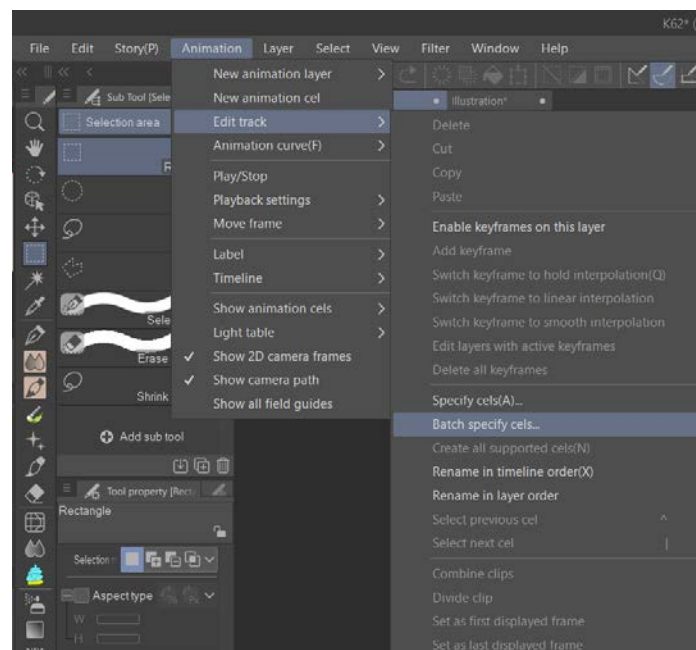 K62* (
File Edit Story(P) Animation Layer Select View Filter Window Help
Sub Tool [Sele
Selection area
Sele
Erase
Shrink
Add sub tool
Tool property [Rect
Rectangle
Selection
Aspect type
W
H
New animation layer
New animation cel
Edit track
Animation curve(F)
Play/Stop
Playback settings
Move frame
Label
Timeline
Show animation cels
Light table
Show 2D camera frames
Show camera path
Show all field guides
Illustration*
Delete
Cut
Copy
Paste
Enable keyframes on this layer
Add keyframe
Switch keyframe to hold interpolation(Q)
Switch keyframe to linear interpolation
Switch keyframe to smooth interpolation
Edit layers with active keyframes
Delete all keyframes
Specify cels(A)...
Batch specify cels...
Create all supported cels(N)
Rename in timeline order(X)
Rename in layer order
Select previous cel ^
Select next cel |
Combine clips
Divide clip
Set as first displayed frame
Set as last displayed frame